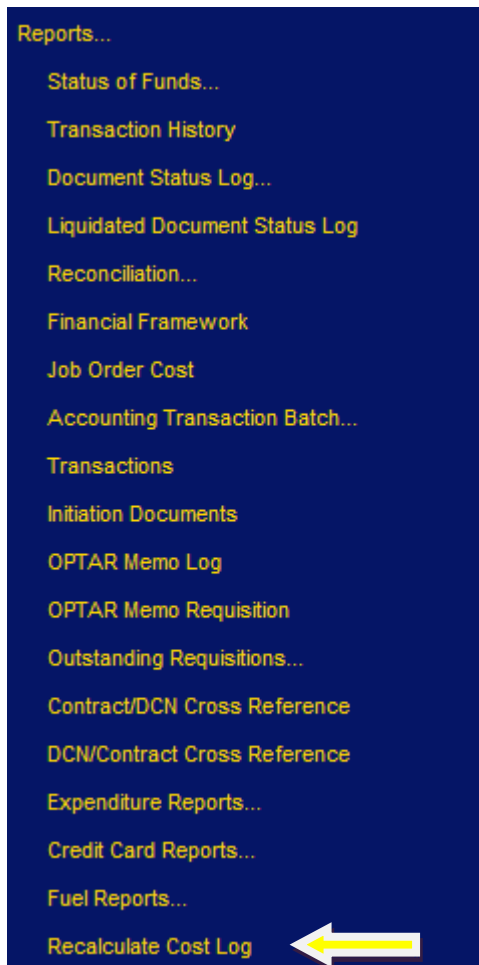 Reports...
Status of Funds...
Transaction History
Document Status Log...
Liquidated Document Status Log
Reconciliation...
Financial Framework
Job Order Cost
Accounting Transaction Batch...
Transactions
Initiation Documents
OPTAR Memo Log
OPTAR Memo Requisition
Outstanding Requisitions...
Contract/DCN Cross Reference
DCN/Contract Cross Reference
Expenditure Reports...
Credit Card Reports...
Fuel Reports...
Recalculate Cost Log